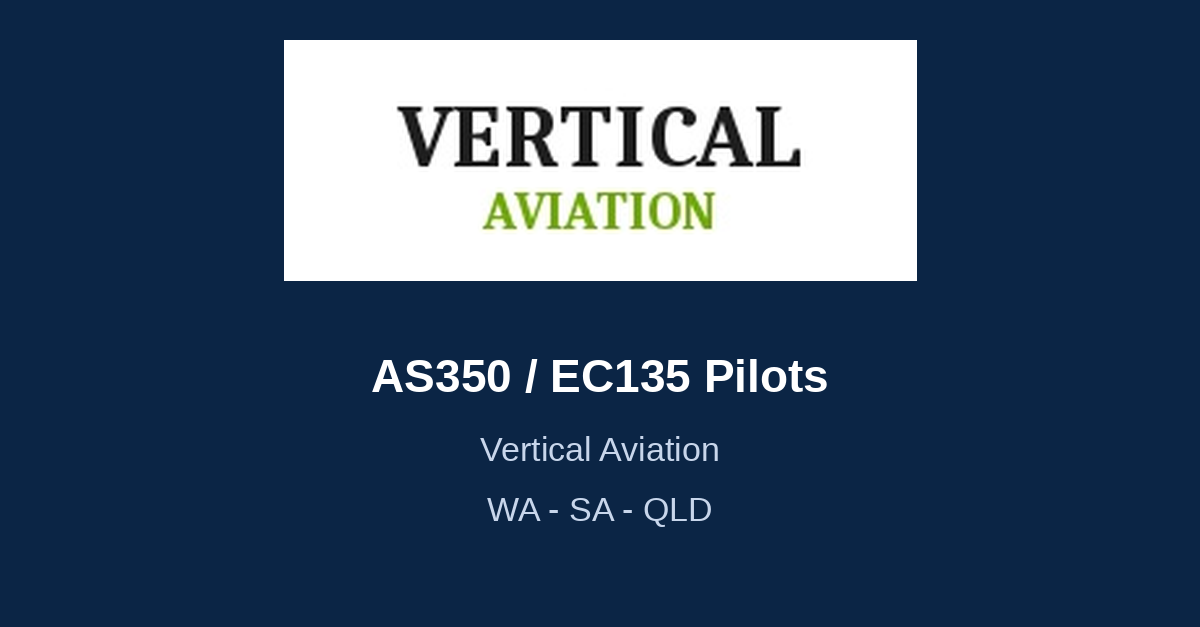 VERTICAL
AVIATION
AS350 / EC135 Pilots
Vertical Aviation
WA - SA - QLD